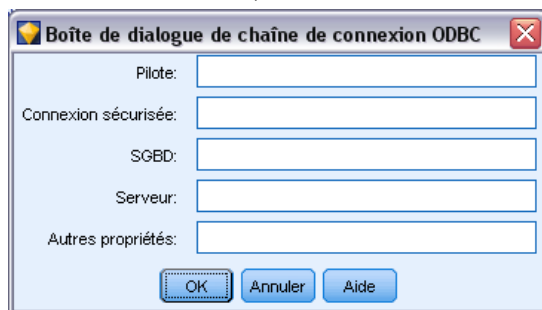 Boîte de dialogue de chaîne de connexion ODBC
Pilote:
Connexion sécurisée:
SGBD:
Serveur:
Autres propriétés:
OK Annuler Aide